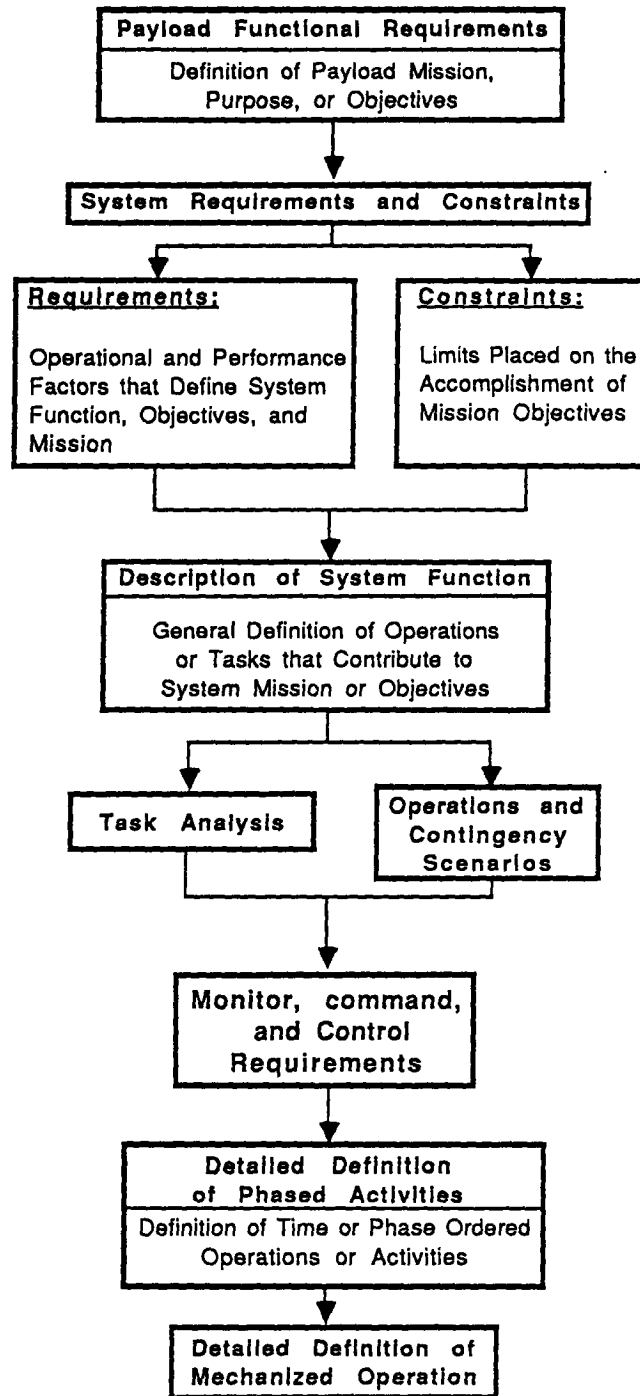 Payload Functional Requirements
Definition of Payload Mission,
Purpose, or Objectives
System Requirements and Constraints
Requirements:
Operational and Performance
Factors that Define System
Function, Objectives, and
Mission
Constraints:
Limits Placed on the
Accomplishment of
Mission Objectives
Description of System Function
General Definition of Operations
or Tasks that Contribute to
System Mission or Objectives
Task Analysis
Operations and
Contingency
Scenarios
Monitor, command,
and Control
Requirements
Detailed Definition
of Phased Activities
Definition of Time or Phase Ordered
Operations or Activities
Detailed Definition of
Mechanized Operation